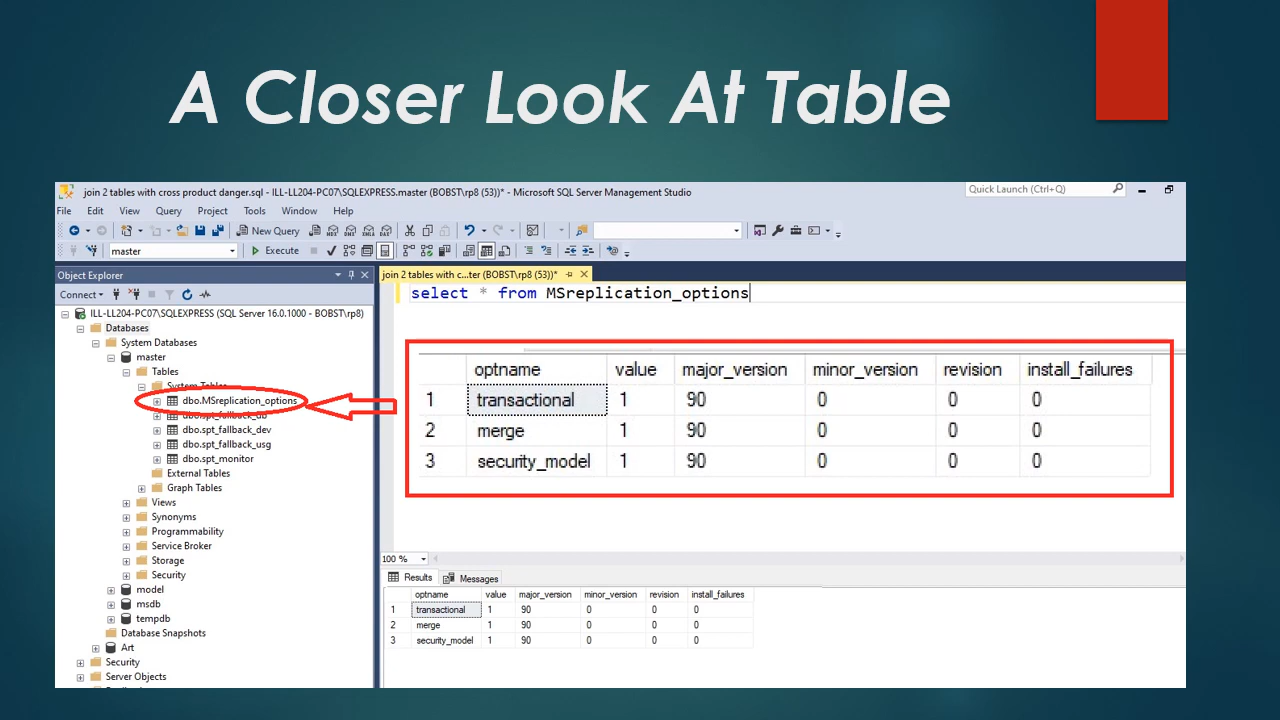 A Closer Look At Table
join 2 tables with cross product danger.sql - ILL-LL204-PC07\SQLEXPRESS.master (BOBST\rp8 (53))* - Microsoft SQL Server Management Studio
Quick Launch (Ctrl+Q)
File Edit View Query Project Tools Window Help
New Query
master Execute
Object Explorer
join 2 tables with c...ter (BOBST\rp8 (53))*
Connect
select * from MSreplication_options
ILL-LL204-PC07\SQLEXPRESS (SQL Server 16.0.1000 - BOBST\rp8)
Databases
System Databases
master
Tables
System Tables
dbo.MSreplication_options
dbo.spt_fallback_db
dbo.spt_fallback_dev
dbo.spt_fallback_usg
dbo.spt_monitor
External Tables
Graph Tables
Views
Synonyms
Programmability
Service Broker
Storage
Security
model
msdb
tempdb
Database Snapshots
Art
Security
Server Objects
optname value major_version minor_version revision install_failures
1 transactional 1 90 0 0 0
2 merge 1 90 0 0 0
3 security_model 1 90 0 0 0
100 %
Results Messages
optname value major_version minor_version revision install_failures
1 transactional 1 90 0 0 0
2 merge 1 90 0 0 0
3 security_model 1 90 0 0 0